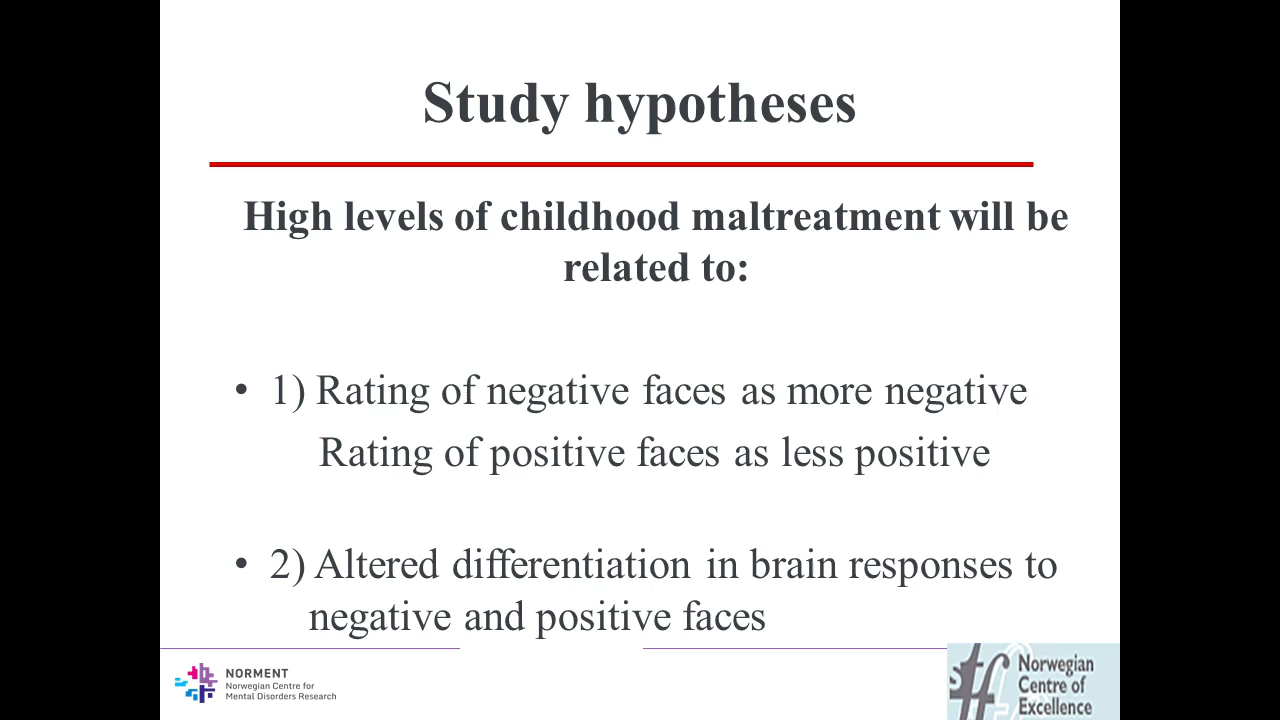 Study hypotheses
High levels of childhood maltreatment will be
related to:
• 1) Rating of negative faces as more negative
Rating of positive faces as less positive
• 2) Altered differentiation in brain responses to
negative and positive faces
NORMENT
Norwegian Centre for
Mental Disorders Research
sff
Norwegian
Centre of
Excellence